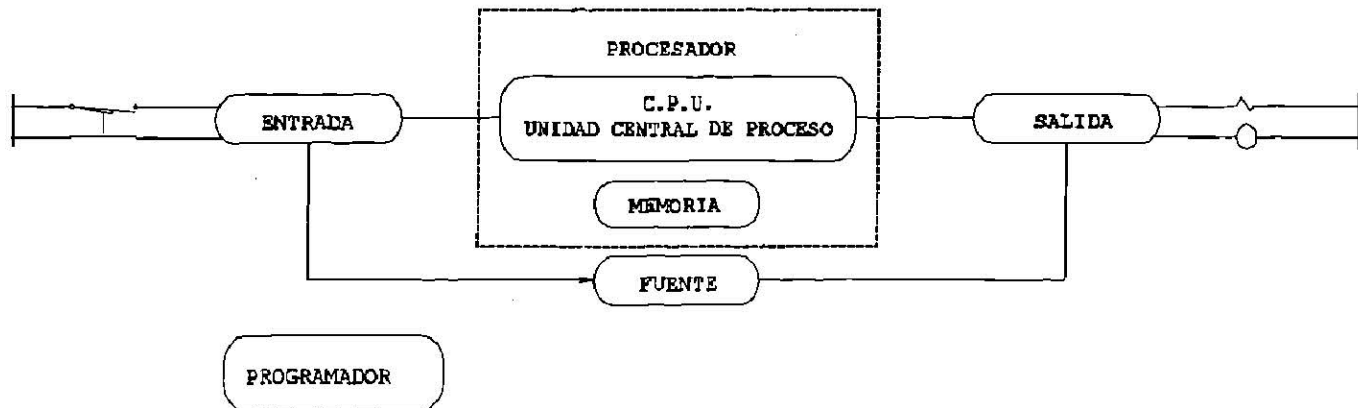 PROCESADOR
C.P.U.
UNIDAD CENTRAL DE PROCESO
ENTRADA
SALIDA
MEMORIA
FUENTE
PROGRAMADOR